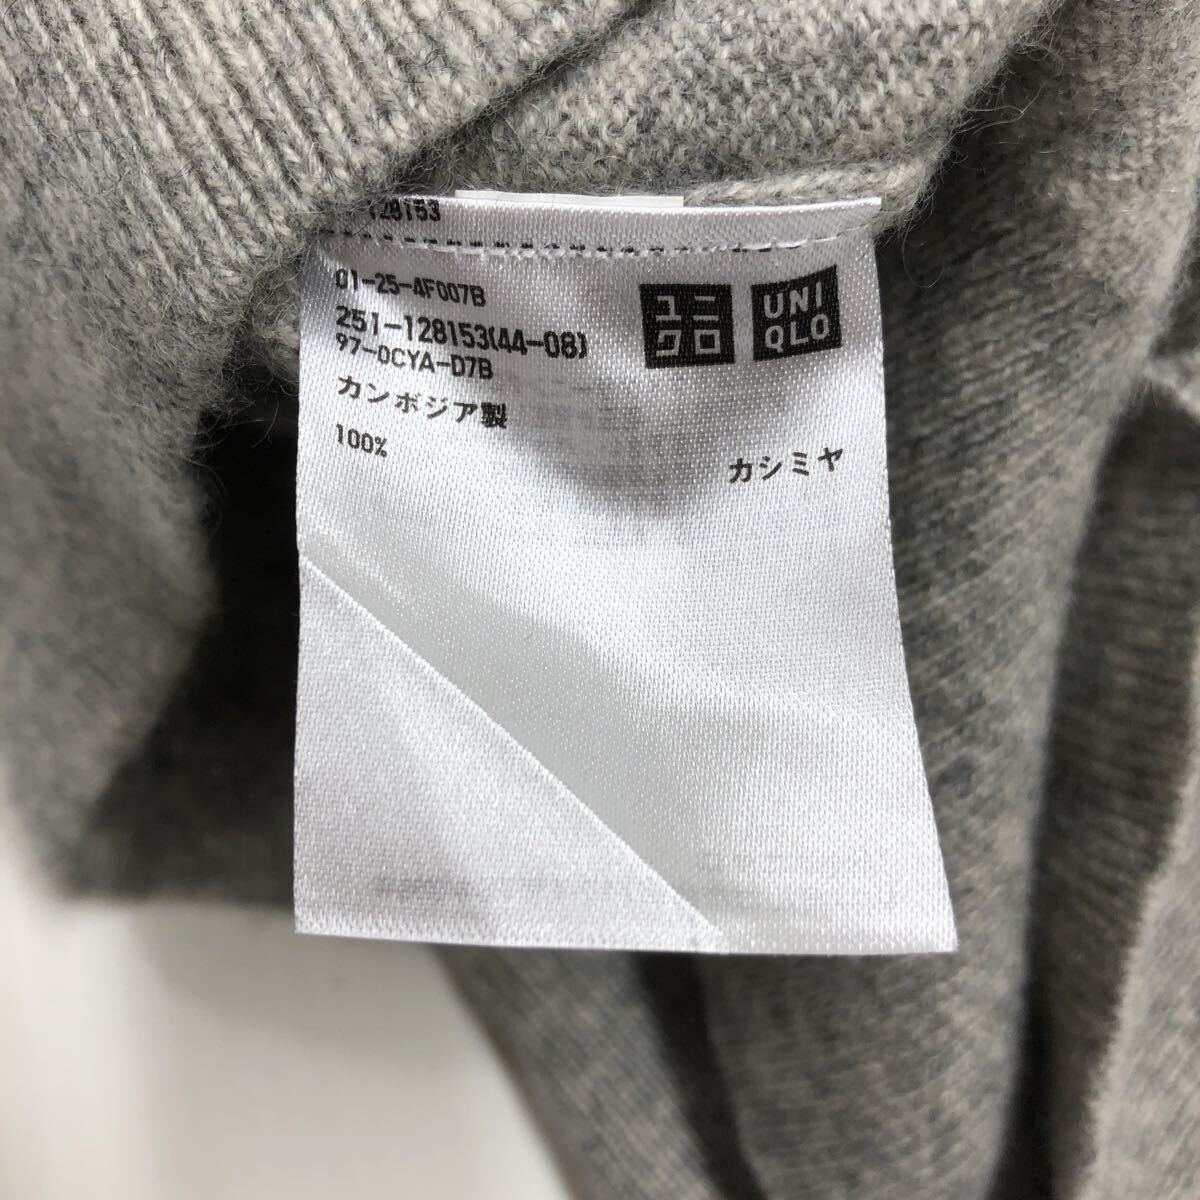 128153
01-25-4F007B
251-128153(44-08)
97-0CYA-D7B
カンボジア製
100% カシミヤ
ユニクロ
UNIQLO